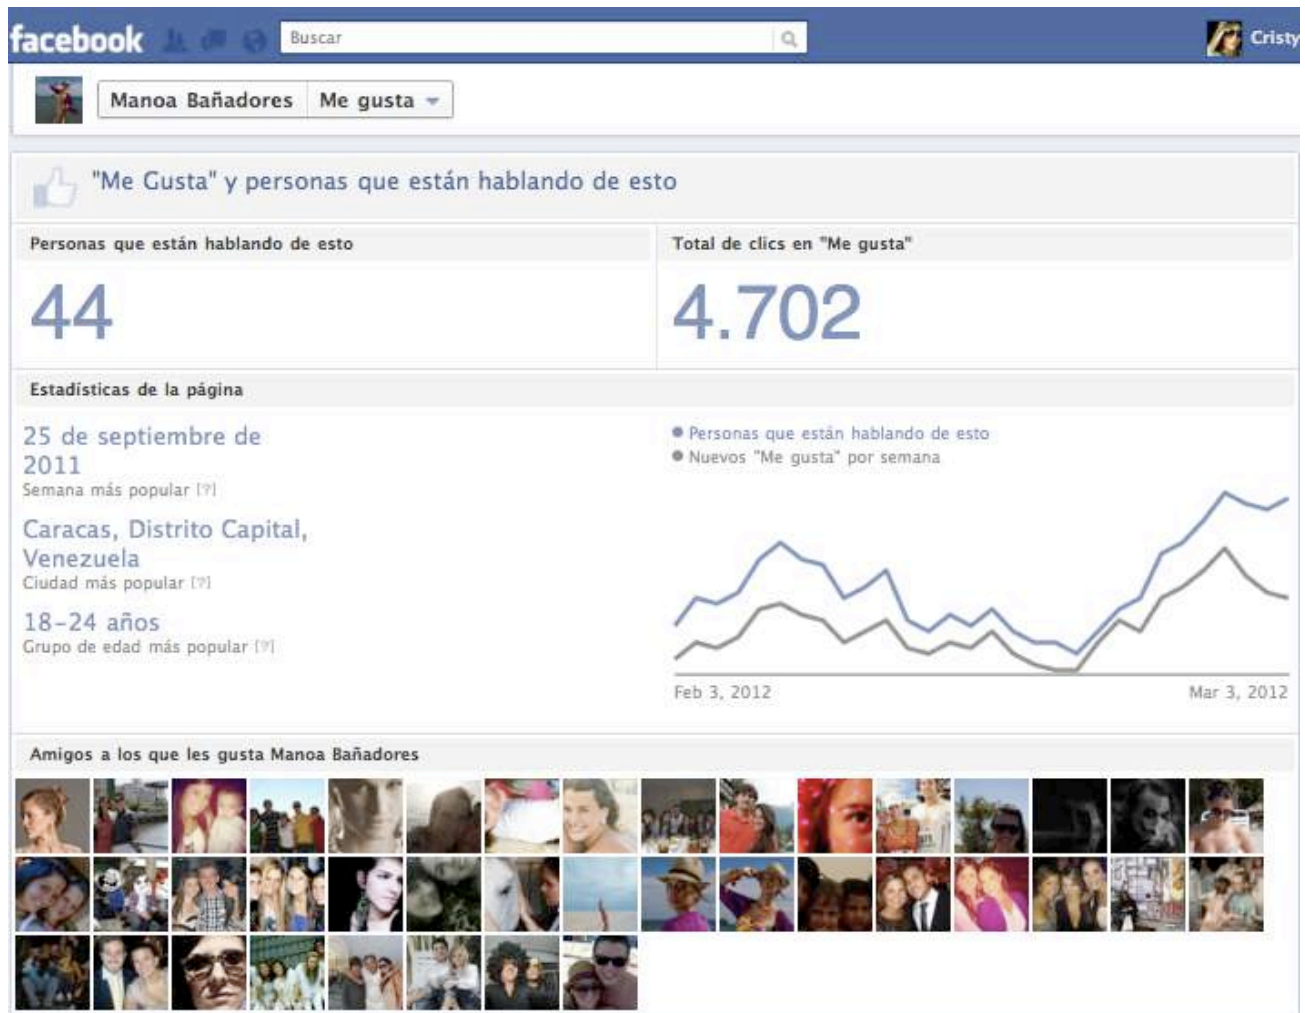 facebook
Buscar
Cristy
Manoa Bañadores
Me gusta
"Me Gusta" y personas que están hablando de esto
Personas que están hablando de esto
Total de clics en "Me gusta"
44
4.702
Estadísticas de la página
25 de septiembre de
2011
Semana más popular [?]
Caracas, Distrito Capital,
Venezuela
Ciudad más popular [?]
18-24 años
Grupo de edad más popular [?]
Personas que están hablando de esto
Nuevos "Me gusta" por semana
Feb 3, 2012
Mar 3, 2012
Amigos a los que les gusta Manoa Bañadores